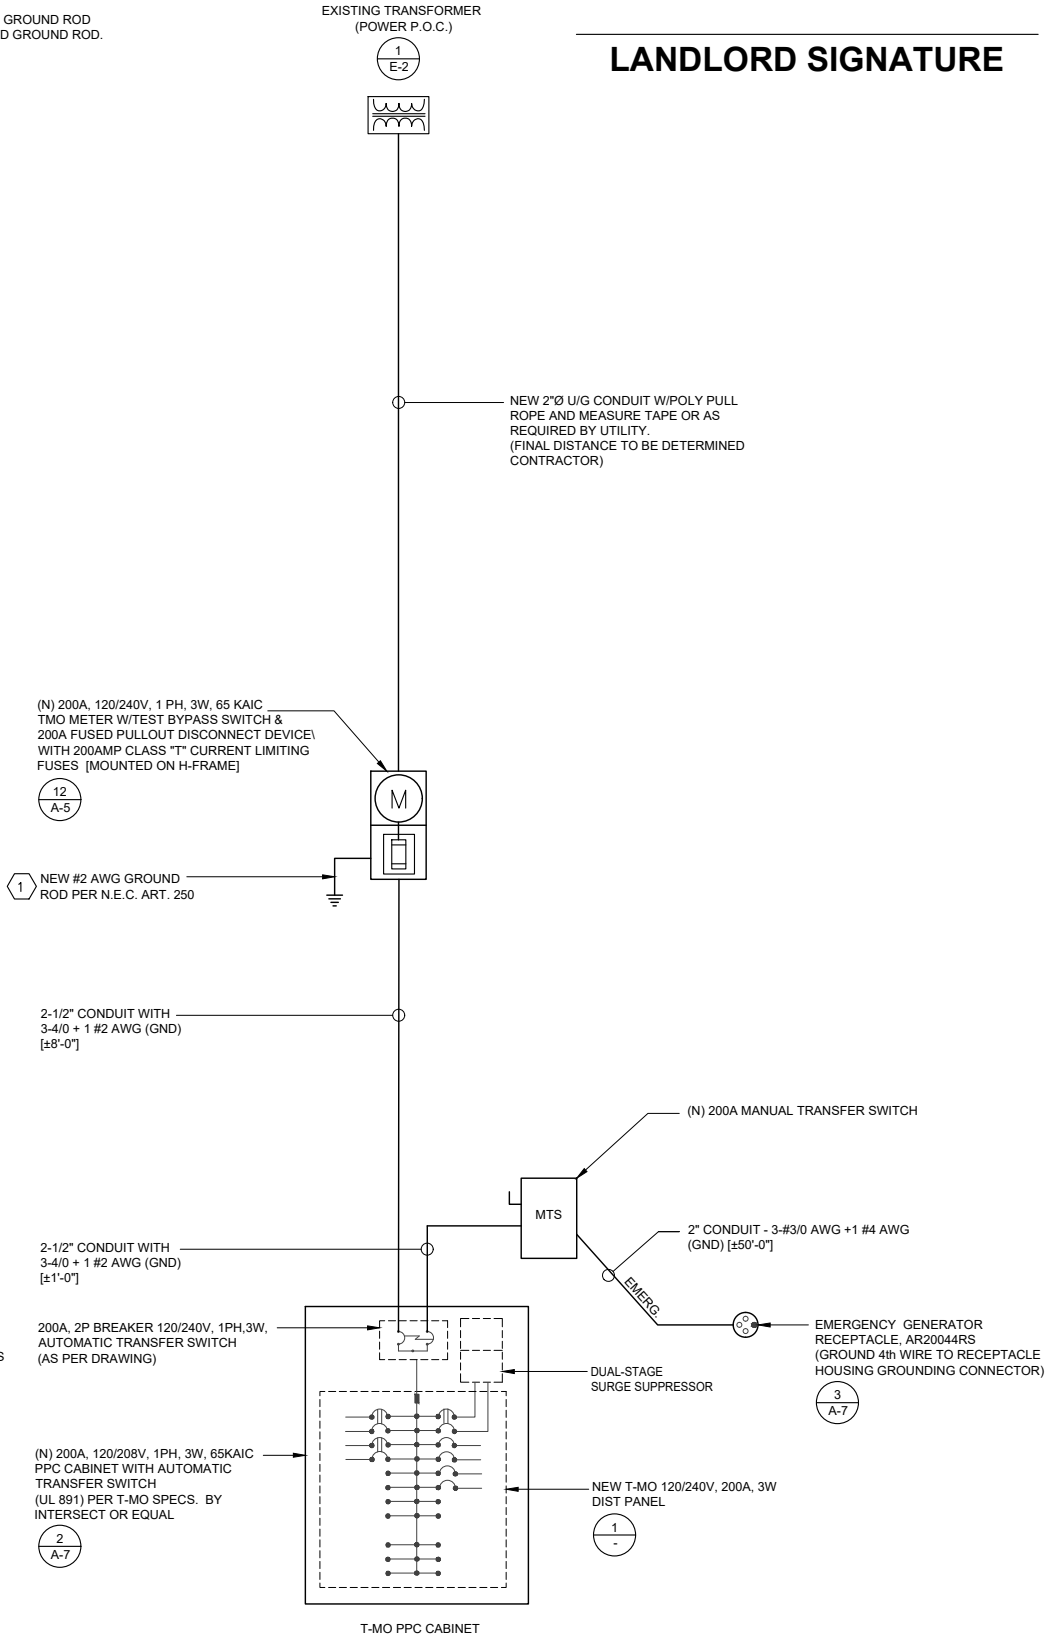 GROUND ROD
D GROUND ROD.
EXISTING TRANSFORMER
(POWER P.O.C.)
1
E-2
LANDLORD SIGNATURE
NEW 2"Ø U/G CONDUIT W/POLY PULL
ROPE AND MEASURE TAPE OR AS
REQUIRED BY UTILITY.
(FINAL DISTANCE TO BE DETERMINED
CONTRACTOR)
(N) 200A, 120/240V, 1 PH, 3W, 65 KAIC
TMO METER W/TEST BYPASS SWITCH &
200A FUSED PULLOUT DISCONNECT DEVICE\
WITH 200AMP CLASS "T" CURRENT LIMITING
FUSES [MOUNTED ON H-FRAME]
12
A-5
M
1
NEW #2 AWG GROUND
ROD PER N.E.C. ART. 250
2-1/2" CONDUIT WITH
3-4/0 + 1 #2 AWG (GND)
[±8'-0"]
(N) 200A MANUAL TRANSFER SWITCH
MTS
2" CONDUIT - 3-#3/0 AWG +1 #4 AWG
(GND) [±50'-0"]
EMERG.
2-1/2" CONDUIT WITH
3-4/0 + 1 #2 AWG (GND)
[±1'-0"]
200A, 2P BREAKER 120/240V, 1PH,3W,
AUTOMATIC TRANSFER SWITCH
(AS PER DRAWING)
S
EMERGENCY GENERATOR
RECEPTACLE, AR20044RS
(GROUND 4th WIRE TO RECEPTACLE
HOUSING GROUNDING CONNECTOR)
3
A-7
DUAL-STAGE
SURGE SUPPRESSOR
(N) 200A, 120/208V, 1PH, 3W, 65KAIC
PPC CABINET WITH AUTOMATIC
TRANSFER SWITCH
(UL 891) PER T-MO SPECS. BY
INTERSECT OR EQUAL
2
A-7
NEW T-MO 120/240V, 200A, 3W
DIST PANEL
1
-
T-MO PPC CABINET